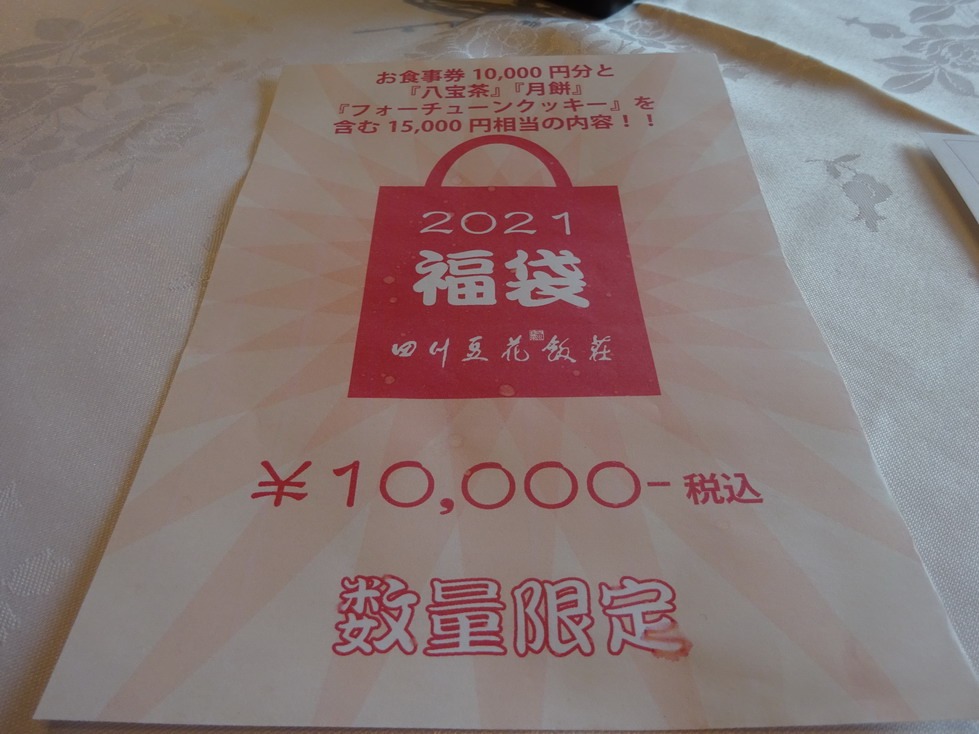 お食事券 10,000 円分と
『八宝茶』『月餅』
『フォーチューンクッキー』を
含む 15,000 円相当の内容！！
2021
福袋
四川豆花飯荘
￥10,000- 税込
数量限定